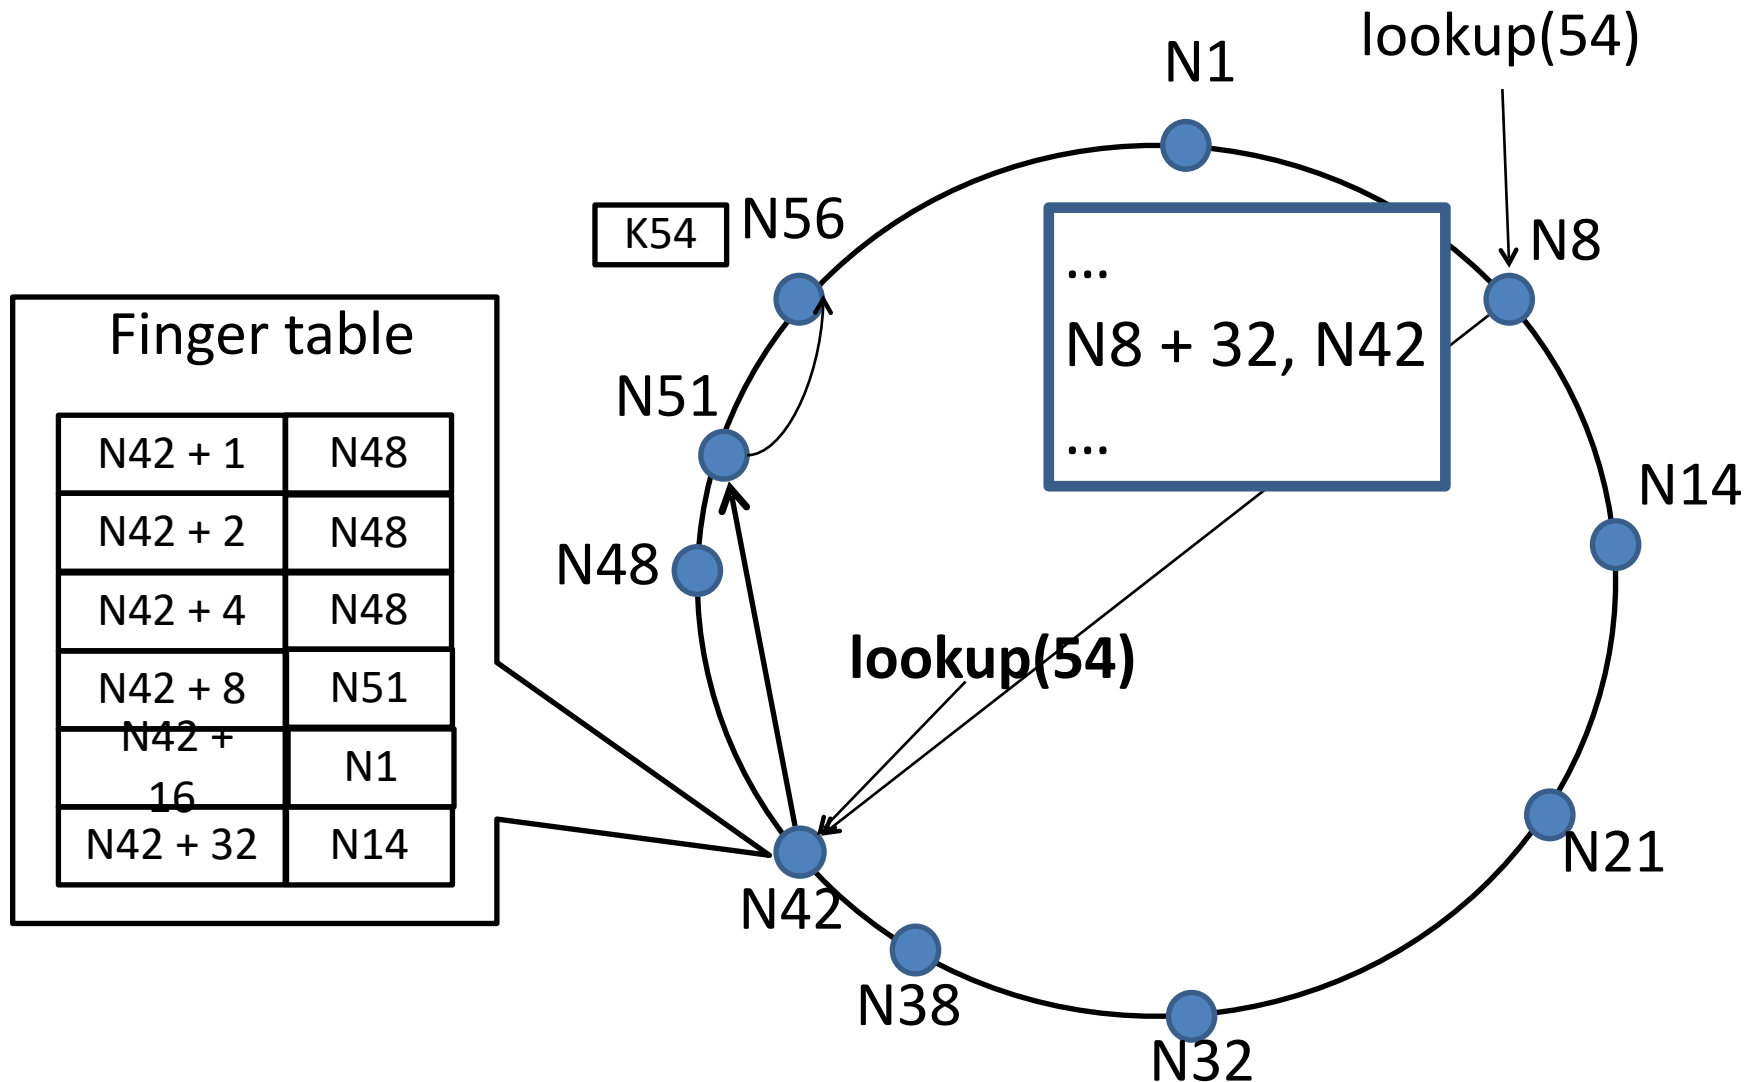 lookup(54)
N1
N56
K54
N8
...
N8 + 32, N42
...
Finger table
N42 + 1 N48
N42 + 2 N48
N42 + 4 N48
N42 + 8 N51
N42 +
16 N1
N42 + 32 N14
N51
N14
N48
lookup(54)
N42
N21
N38
N32